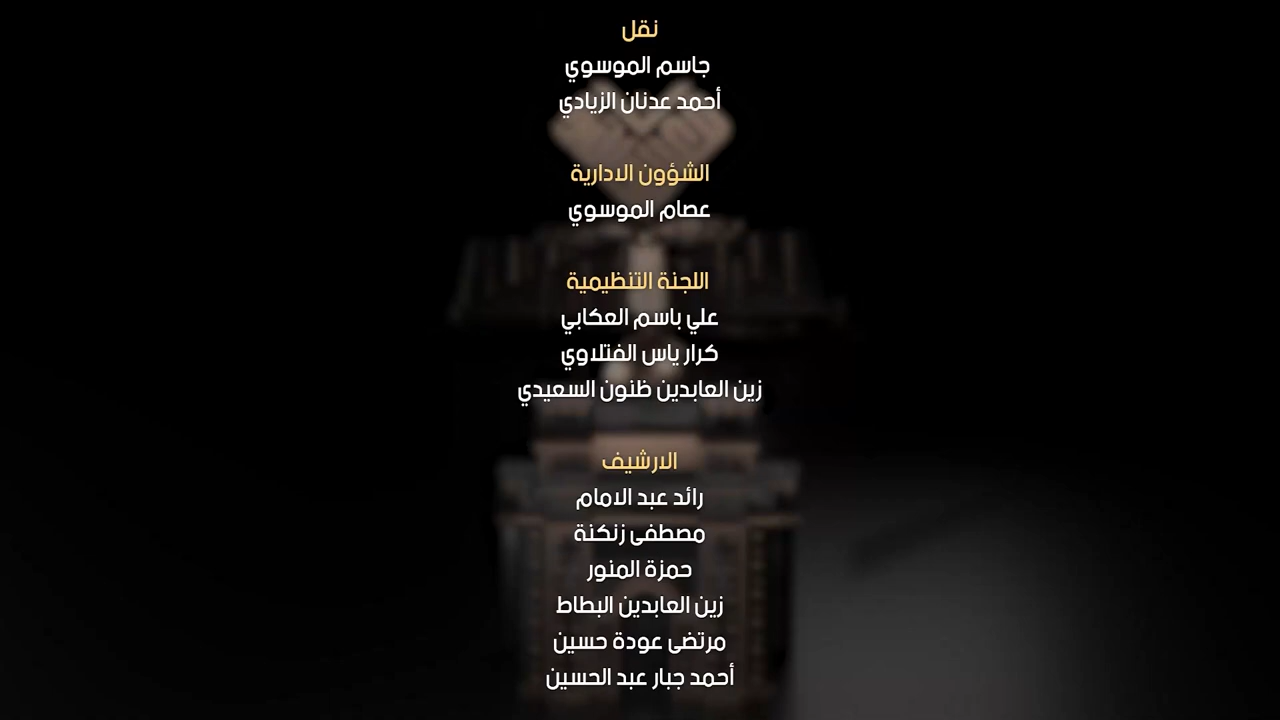 نقل
جاسم الموسوي
أحمد عدنان الزيادي
الشؤون الادارية
عصام الموسوي
اللجنة التنظيمية
علي باسم العكابي
كرار ياس الفتلاوي
زين العابدين ظنون السعيدي
الارشيف
رائد عبد الامام
مصطفى زنكنة
حمزة المنور
زين العابدين البطاط
مرتضى عودة حسين
أحمد جبار عبد الحسين